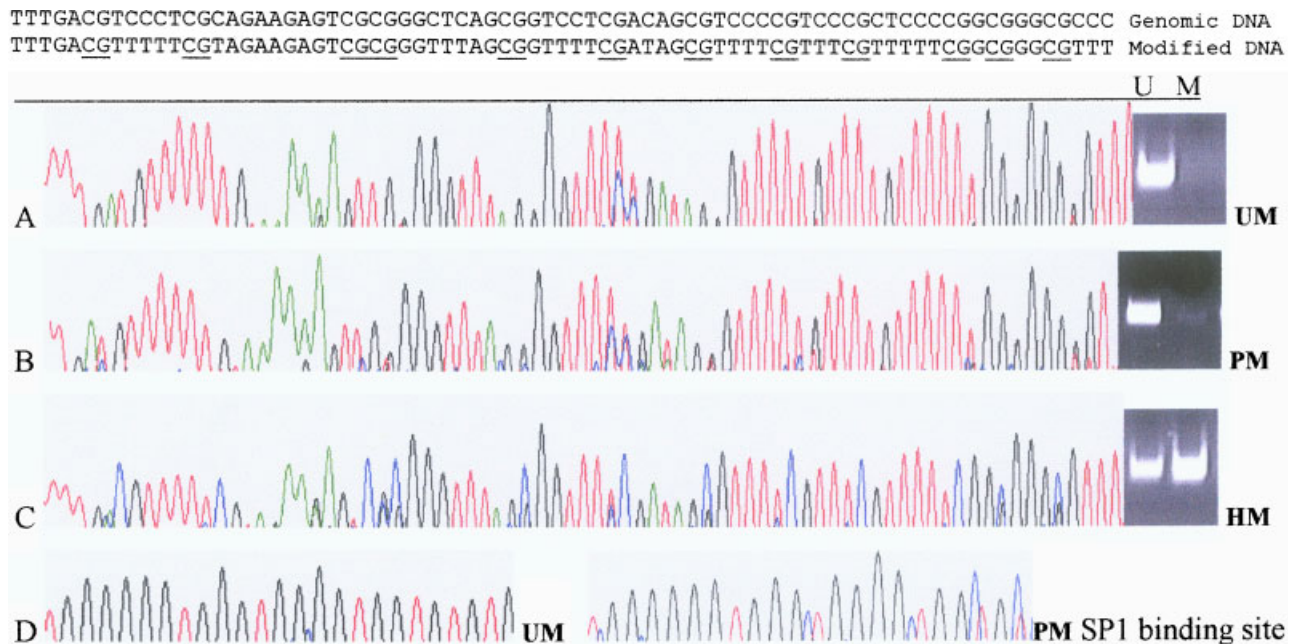 TTTGACGTCCCTCGCAGAAGAGTCGCGGGCTCAGCGGTCCTCGACAGCGTCCCCGTCCCGCTCCCCGGCGGGCGCCC Genomic DNA
TTTGACGTTTTTCGTAGAAGAGTCGCGGGTTTAGCGGTTTTCGATAGCGTTTTCGTTTCGTTTTTCGGCGGGCGTTT Modified DNA
U M
A UM
B PM
C HM
D UM PM SP1 binding site